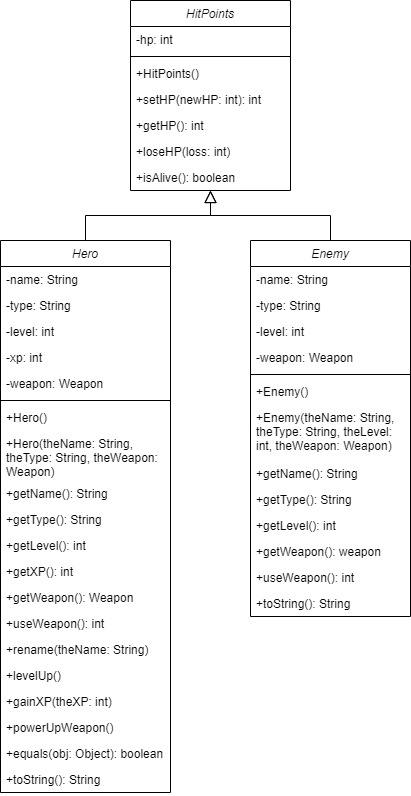 HitPoints
-hp: int
+HitPoints()
+setHP(newHP: int): int
+getHP(): int
+loseHP(loss: int)
+isAlive(): boolean
Hero
-name: String
-type: String
-level: int
-xp: int
-weapon: Weapon
+Hero()
+Hero(theName: String,
theType: String, theWeapon:
Weapon)
+getName(): String
+getType(): String
+getLevel(): int
+getXP(): int
+getWeapon(): Weapon
+useWeapon(): int
+rename(theName: String)
+levelUp()
+gainXP(theXP: int)
+powerUpWeapon()
+equals(obj: Object): boolean
+toString(): String
Enemy
-name: String
-type: String
-level: int
-weapon: Weapon
+Enemy()
+Enemy(theName: String,
theType: String, theLevel:
int, theWeapon: Weapon)
+getName(): String
+getType(): String
+getLevel(): int
+getWeapon(): weapon
+useWeapon(): int
+toString(): String